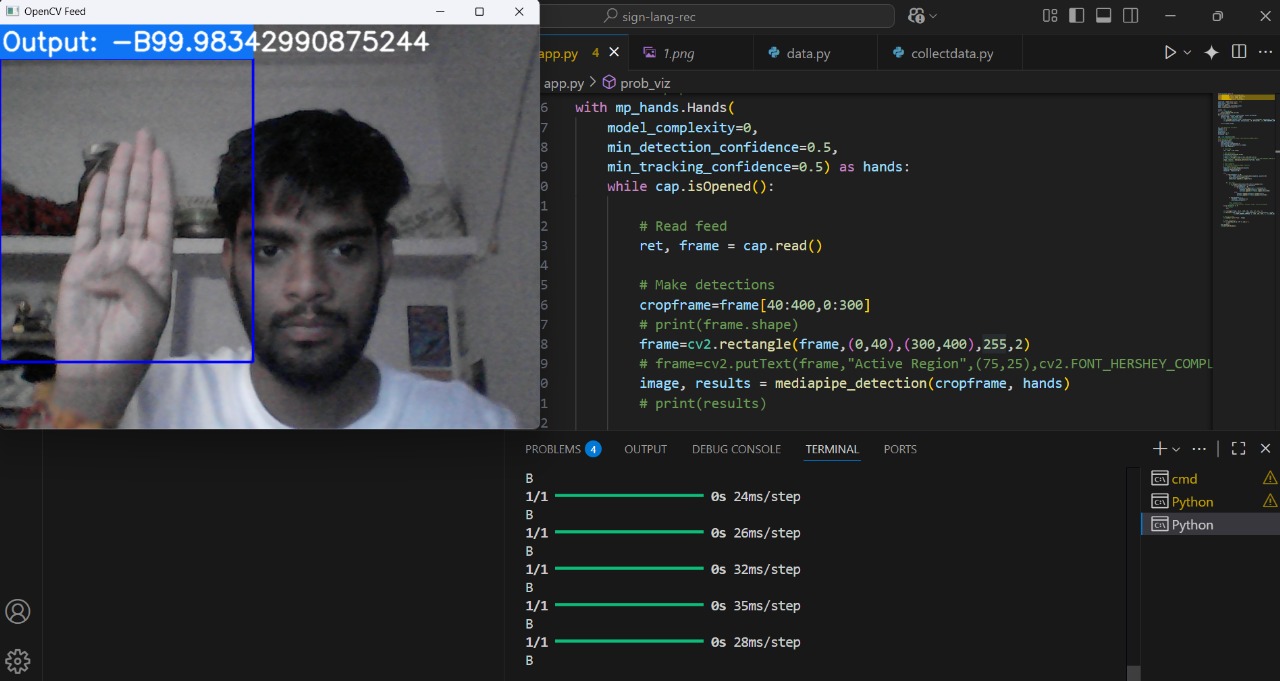 OpenCV Feed
Output: -B99.98342990875244
sign-lang-rec
app.py 4
1.png
data.py
collectdata.py
app.py > prob_viz
6 with mp_hands.Hands(
7 model_complexity=0,
8 min_detection_confidence=0.5,
9 min_tracking_confidence=0.5) as hands:
0 while cap.isOpened():
1
2 # Read feed
3 ret, frame = cap.read()
4
5 # Make detections
6 cropframe=frame[40:400,0:300]
7 # print(frame.shape)
8 frame=cv2.rectangle(frame,(0,40),(300,400),255,2)
9 # frame=cv2.putText(frame,"Active Region",(75,25),cv2.FONT_HERSHEY_COMPL
0 image, results = mediapipe_detection(cropframe, hands)
1 # print(results)
2
PROBLEMS 4 OUTPUT DEBUG CONSOLE TERMINAL PORTS
B
1/1 0s 24ms/step
B
1/1 0s 26ms/step
B
1/1 0s 32ms/step
B
1/1 0s 35ms/step
B
1/1 0s 28ms/step
B
cmd
Python
Python